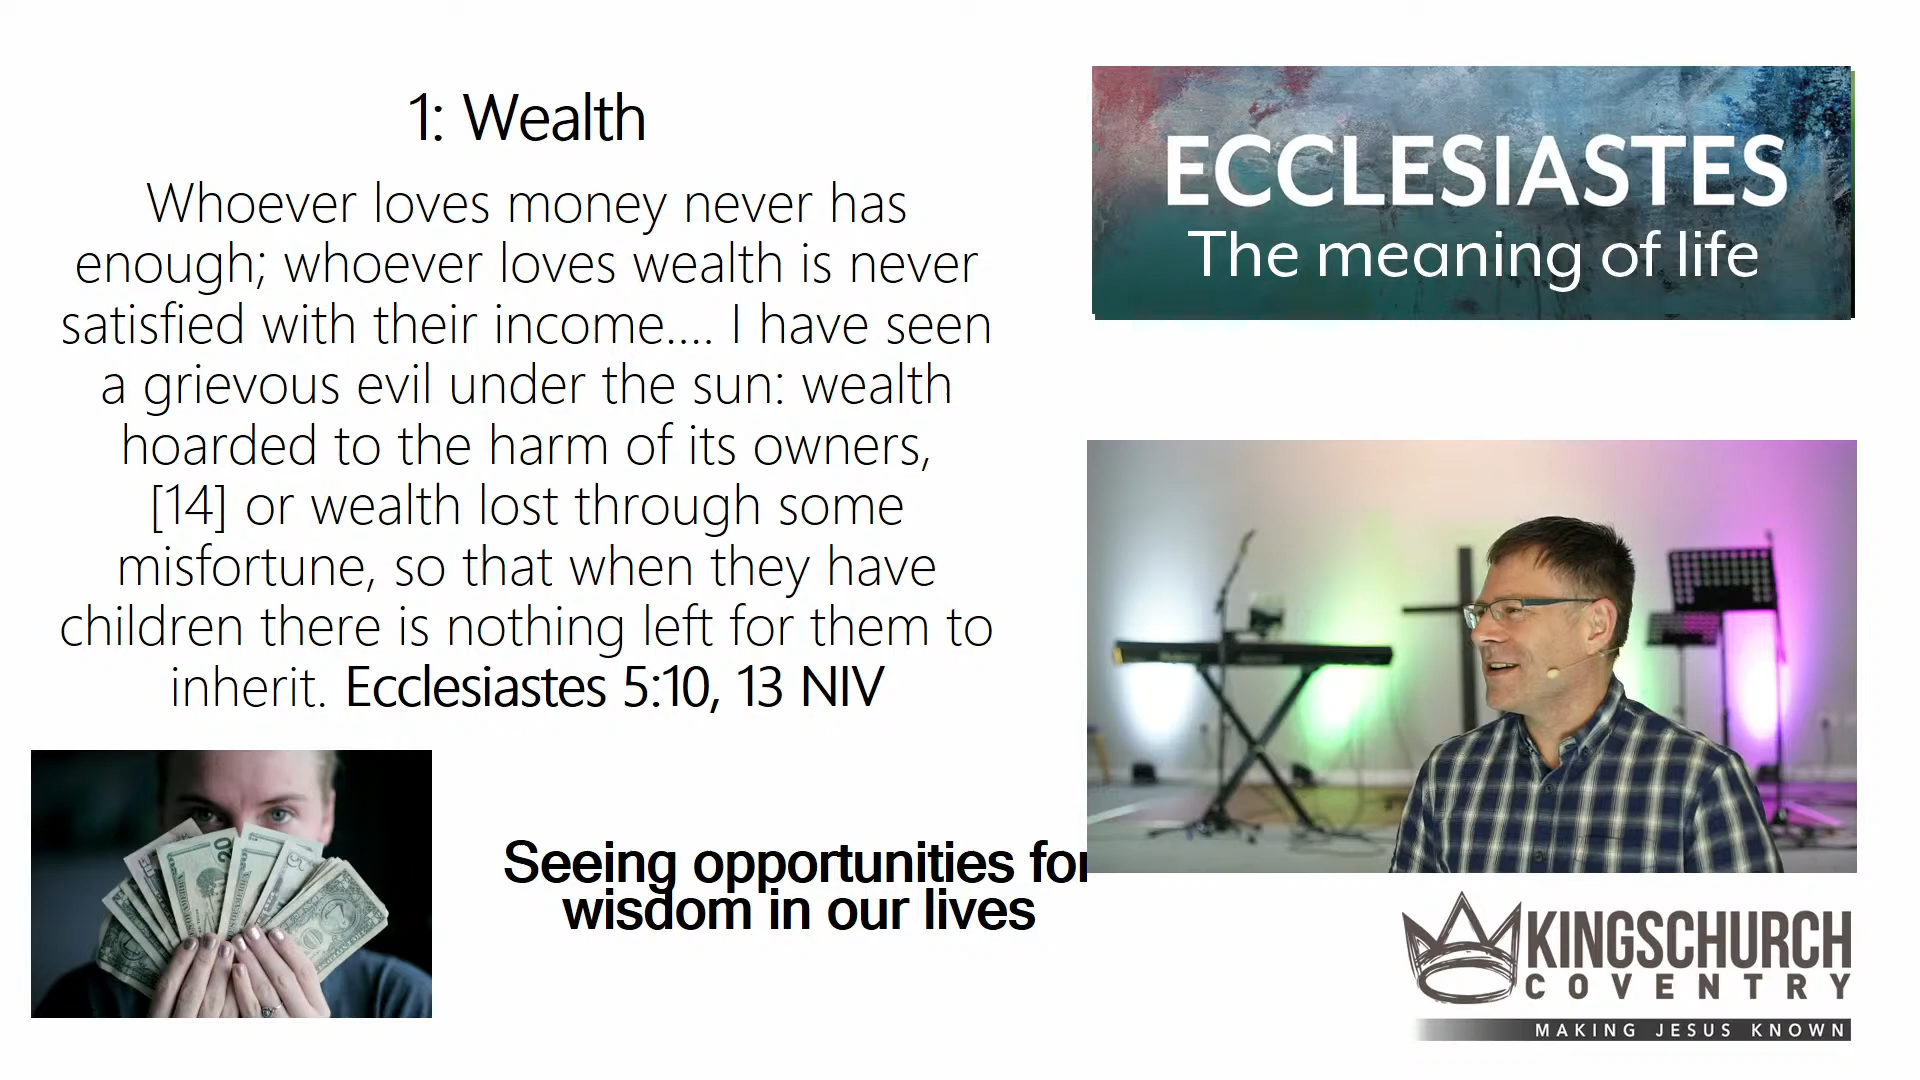 1: Wealth
Whoever loves money never has
enough; whoever loves wealth is never
satisfied with their income.... I have seen
a grievous evil under the sun: wealth
hoarded to the harm of its owners,
[14] or wealth lost through some
misfortune, so that when they have
children there is nothing left for them to
inherit. Ecclesiastes 5:10, 13 NIV
Seeing opportunities for
wisdom in our lives
ECCLESIASTES
The meaning of life
KINGSCHURCH
COVENTRY
MAKING JESUS KNOWN
20